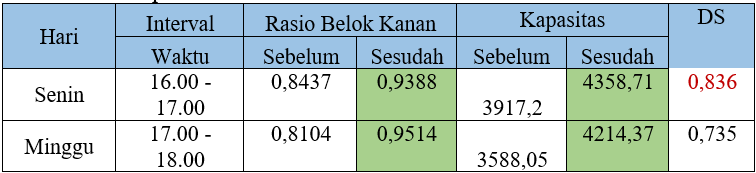 Hari Interval Rasio Belok Kanan Kapasitas DS
Waktu Sebelum Sesudah Sebelum Sesudah
Senin 16.00 - 17.00 0,8437 0,9388 3917,2 4358,71 0,836
Minggu 17.00 - 18.00 0,8104 0,9514 3588,05 4214,37 0,735